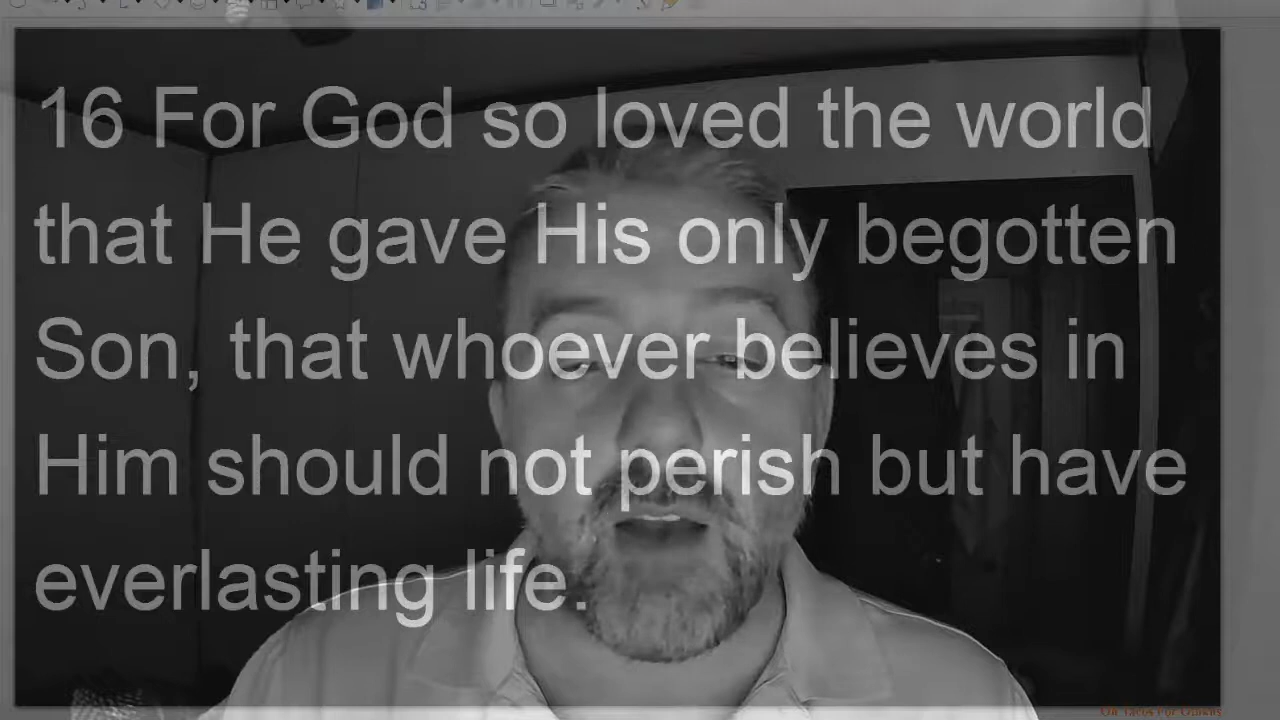 16 For God so loved the world
that He gave His only begotten
Son, that whoever believes in
Him should not perish but have
everlasting life.